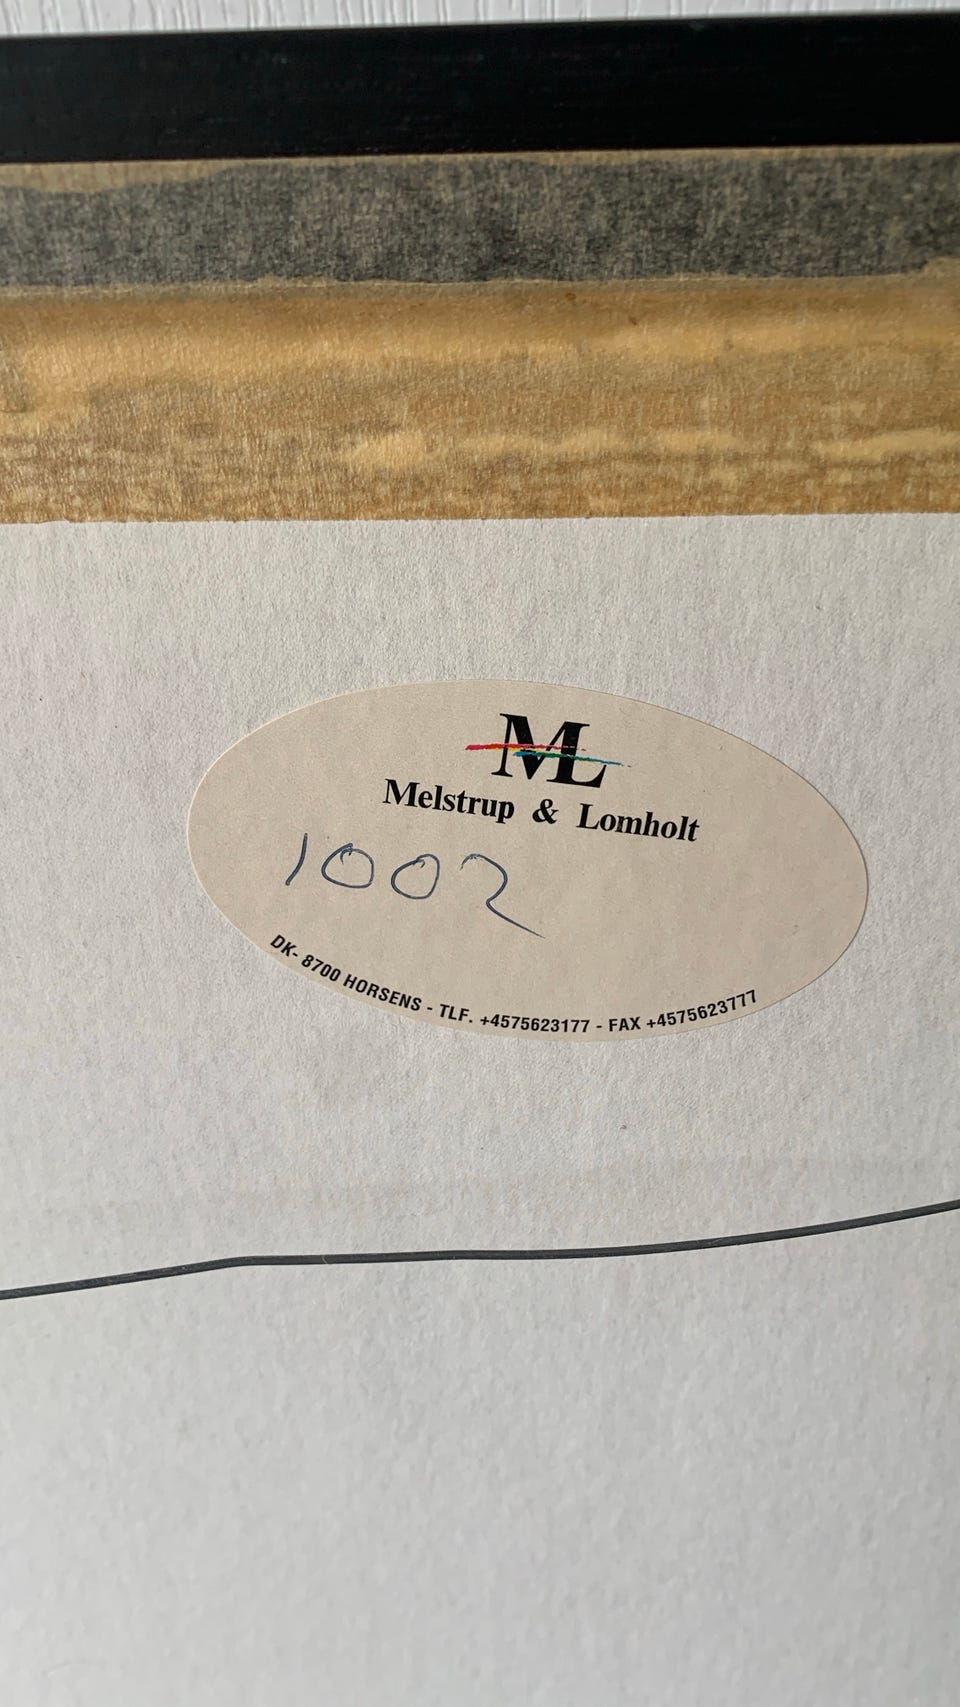 ML
Melstrup & Lomholt
1002
DK- 8700 HORSENS - TLF. +4575623177 - FAX +4575623777